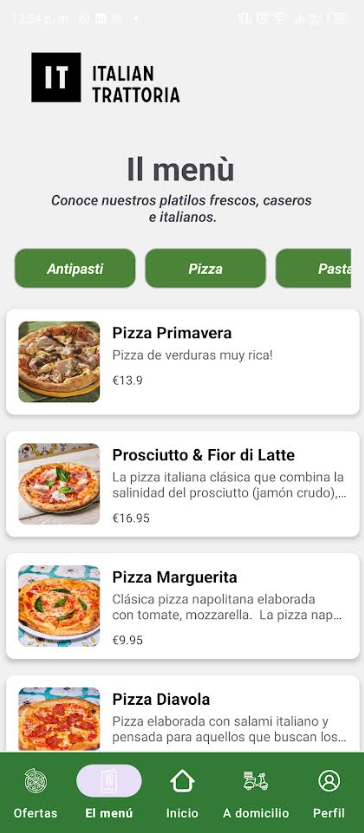 12:54 p. m.
IT
ITALIAN
TRATTORIA
Il menù
Conoce nuestros platilos frescos, caseros
e italianos.
Antipasti
Pizza
Pasta
Pizza Primavera
Pizza de verduras muy rica!
€13.9
Prosciutto & Fior di Latte
La pizza italiana clásica que combina la
salinidad del prosciutto (jamón crudo),...
€16.95
Pizza Marguerita
Clásica pizza napolitana elaborada
con tomate, mozzarella. La pizza nap...
€9.95
Pizza Diavola
Pizza elaborada con salami italiano y
pensada para aquellos que buscan los...
Ofertas
El menú
Inicio
A domicilio
Perfil